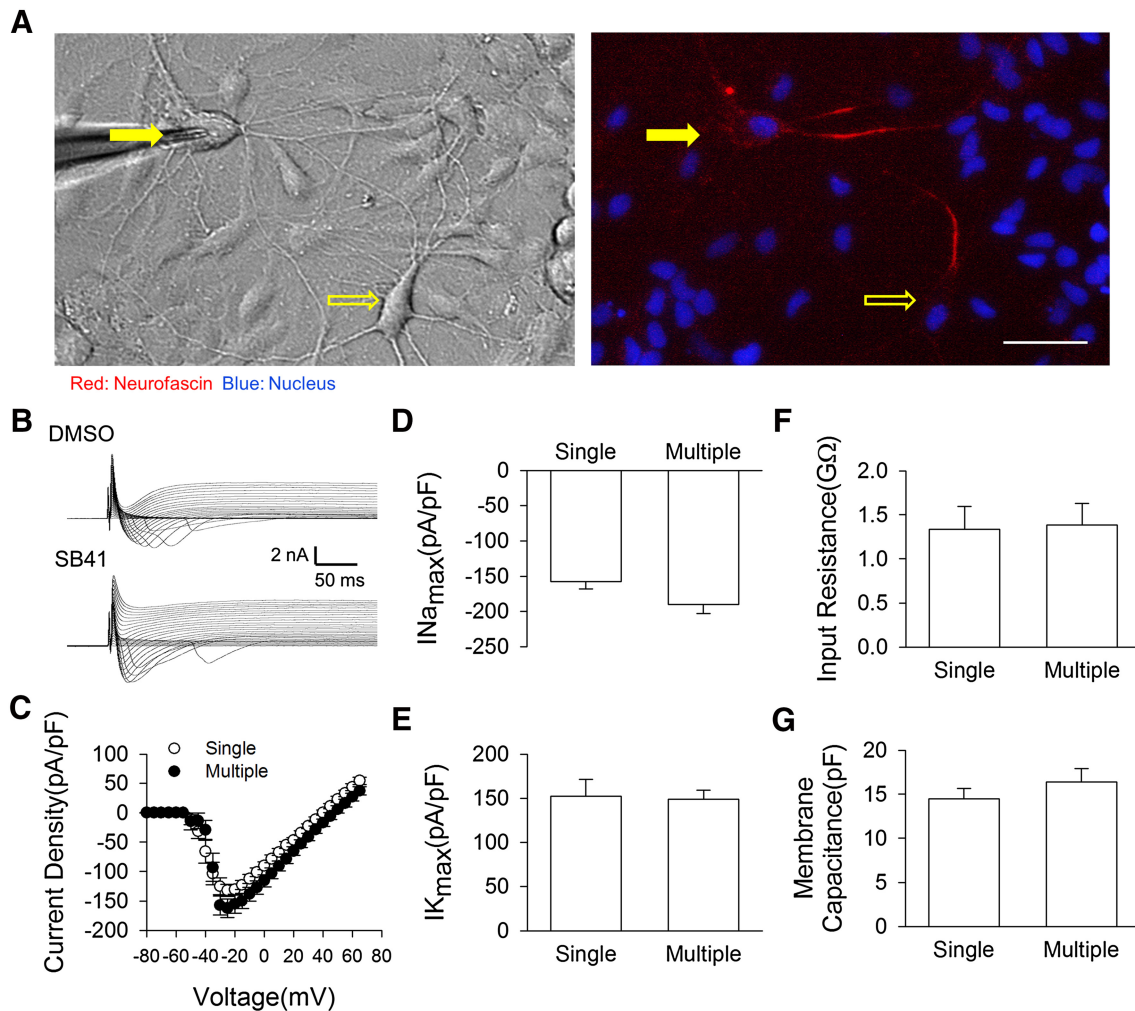 A
Red: Neurofascin Blue: Nucleus
B
DMSO
2 nA
50 ms
SB41
C
Current Density(pA/pF)
100
50
0
-50
-100
-150
-200
Single
Multiple
-80 -60 -40 -20 0 20 40 60 80
Voltage(mV)
D
INamax(pA/pF)
Single Multiple
0
-50
-100
-150
-200
-250
E
IKmax(pA/pF)
200
150
100
50
0
Single Multiple
F
Input Resistance(GΩ)
2.0
1.5
1.0
0.5
0.0
Single Multiple
G
Membrane
Capacitance(pF)
20
15
10
5
0
Single Multiple